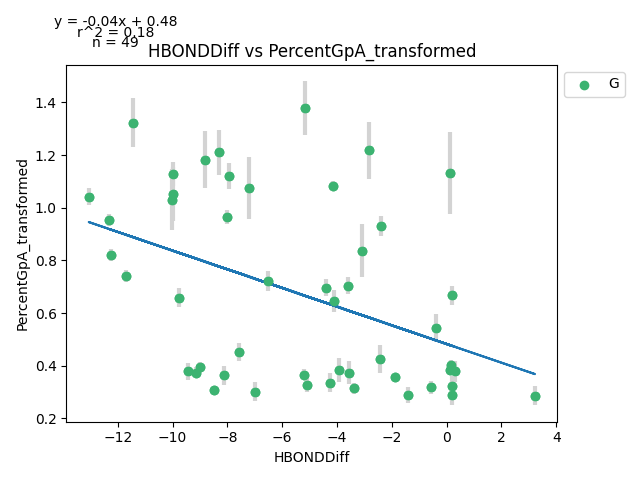 y = -0.04x + 0.48
r^2 = 0.18
n = 49
HBONDDiff vs PercentGpA_transformed
G
PercentGpA_transformed
1.4
1.2
1.0
0.8
0.6
0.4
0.2
−12 −10 −8 −6 −4 −2 0 2 4
HBONDDiff